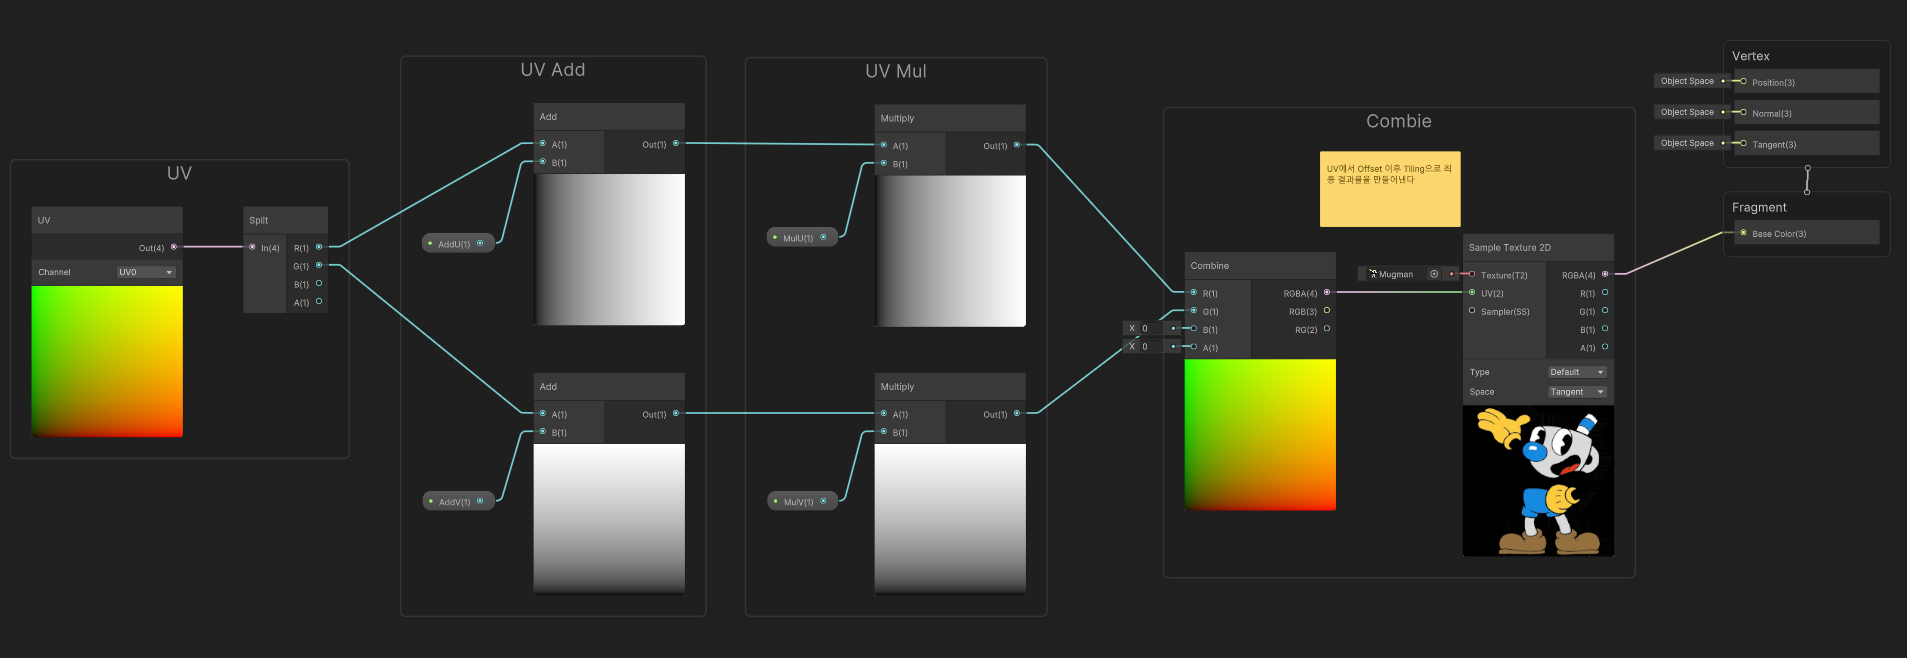 UV
UV
Out(4)
Channel
UV0
Split
In(4)
R(1)
G(1)
B(1)
A(1)
UV Add
Add
A(1)
Out(1)
B(1)
AddU(1)
Add
A(1)
Out(1)
B(1)
AddV(1)
UV Mul
Multiply
A(1)
Out(1)
B(1)
MulU(1)
Multiply
A(1)
Out(1)
B(1)
MulV(1)
Combie
UV에서 Offset 이후 Tiling으로 최
종 결과물을 만들어낸다
Combine
R(1)
RGBA(4)
G(1)
RGB(3)
X 0
B(1)
RG(2)
X 0
A(1)
Mugman
Sample Texture 2D
Texture(T2)
RGBA(4)
UV(2)
R(1)
Sampler(SS)
G(1)
B(1)
A(1)
Type
Default
Space
Tangent
Vertex
Object Space
Position(3)
Object Space
Normal(3)
Object Space
Tangent(3)
Fragment
Base Color(3)